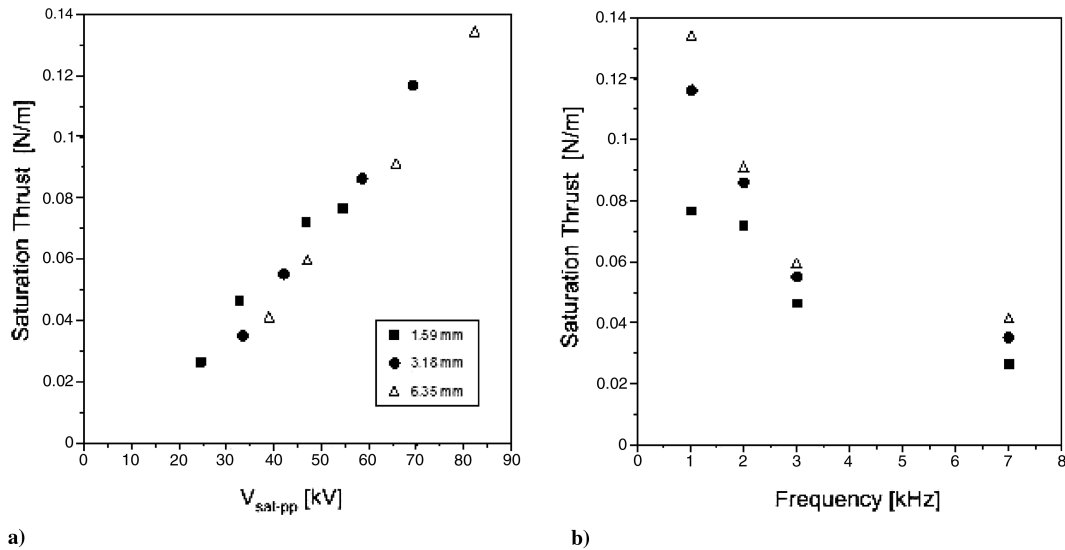 0.14
0.12
0.1
0.08
0.06
0.04
0.02
0
Saturation Thrust [N/m]
1.59 mm
3.18 mm
6.35 mm
0 10 20 30 40 50 60 70 80 90
Vsat-pp [kV]
a)
0.14
0.12
0.1
0.08
0.06
0.04
0.02
0
Saturation Thrust [N/m]
0 1 2 3 4 5 6 7 8
Frequency [kHz]
b)